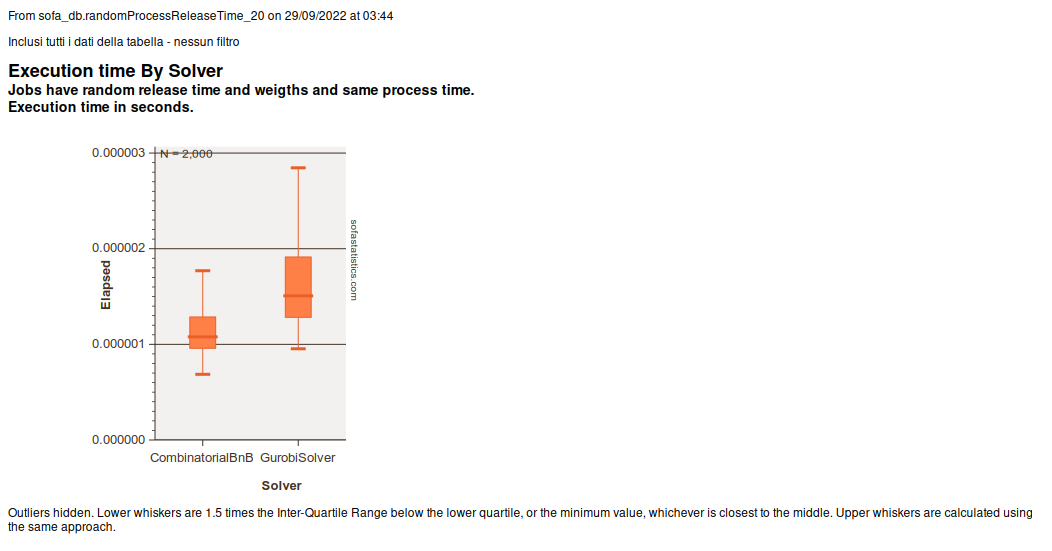 From sofa_db.randomProcessReleaseTime_20 on 29/09/2022 at 03:44
Inclusi tutti i dati della tabella - nessun filtro
Execution time By Solver
Jobs have random release time and weigths and same process time.
Execution time in seconds.
N = 2,000
0.000003
0.000002
0.000001
0.000000
Elapsed
sofastatistics.com
CombinatorialBnB GurobiSolver
Solver
Outliers hidden. Lower whiskers are 1.5 times the Inter-Quartile Range below the lower quartile, or the minimum value, whichever is closest to the middle. Upper whiskers are calculated using
the same approach.